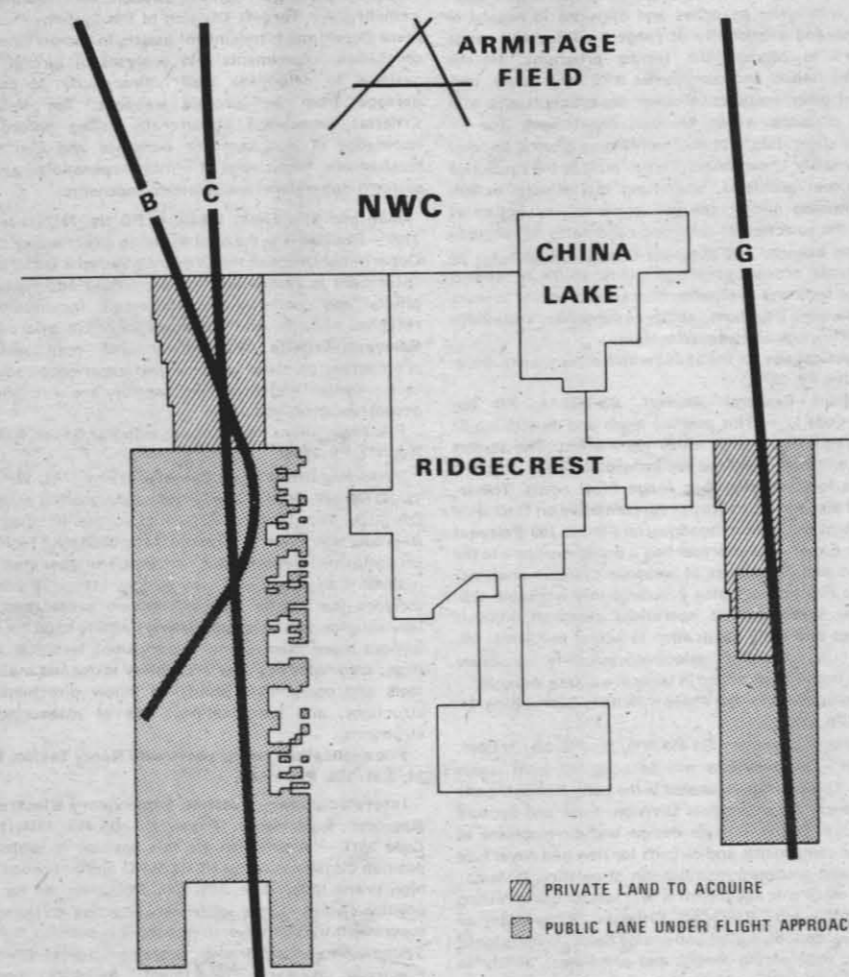 ARMITAGE
FIELD
B
C
NWC
G
CHINA
LAKE
RIDGECREST
PRIVATE LAND TO ACQUIRE
PUBLIC LANE UNDER FLIGHT APPROAC